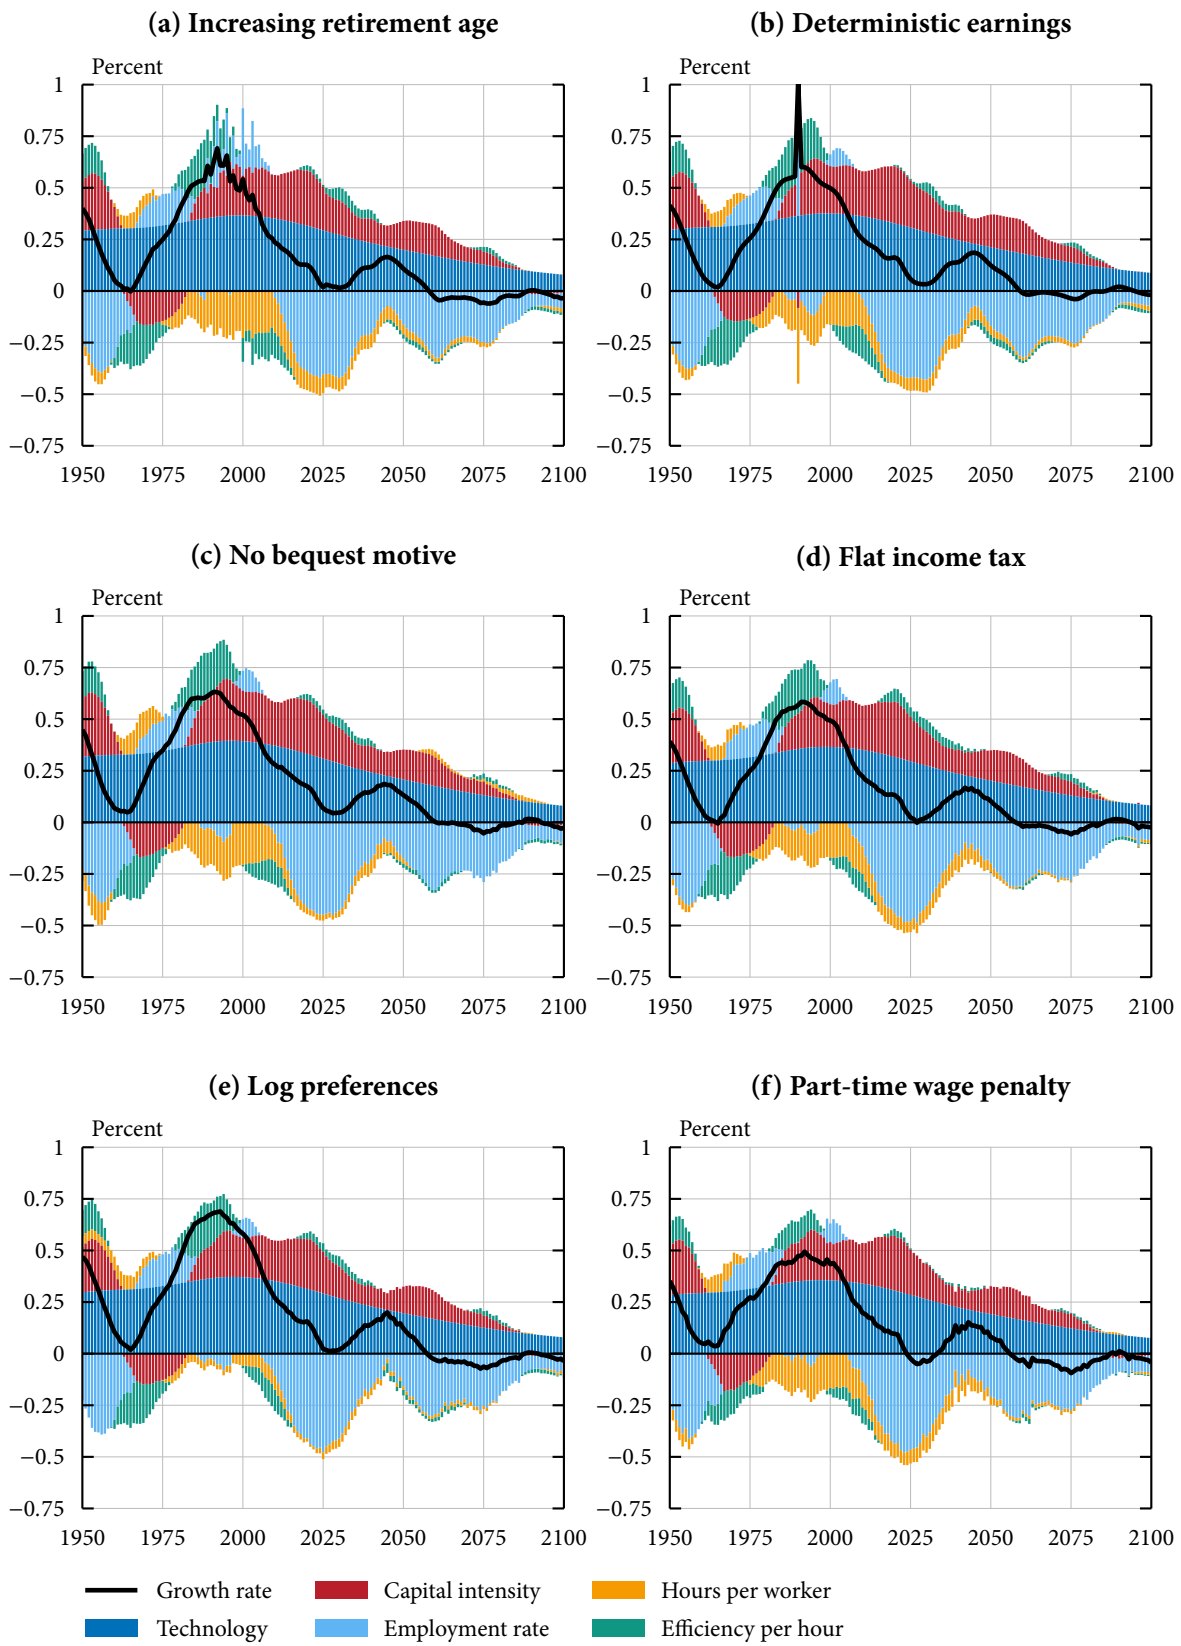 (a) Increasing retirement age
(b) Deterministic earnings
Percent
Percent
1
0.75
0.5
0.25
0
−0.25
−0.5
−0.75
1950 1975 2000 2025 2050 2075 2100
1
0.75
0.5
0.25
0
−0.25
−0.5
−0.75
1950 1975 2000 2025 2050 2075 2100
(c) No bequest motive
(d) Flat income tax
Percent
Percent
1
0.75
0.5
0.25
0
−0.25
−0.5
−0.75
1950 1975 2000 2025 2050 2075 2100
1
0.75
0.5
0.25
0
−0.25
−0.5
−0.75
1950 1975 2000 2025 2050 2075 2100
(e) Log preferences
(f) Part-time wage penalty
Percent
Percent
1
0.75
0.5
0.25
0
−0.25
−0.5
−0.75
1950 1975 2000 2025 2050 2075 2100
1
0.75
0.5
0.25
0
−0.25
−0.5
−0.75
1950 1975 2000 2025 2050 2075 2100
Growth rate
Capital intensity
Hours per worker
Technology
Employment rate
Efficiency per hour